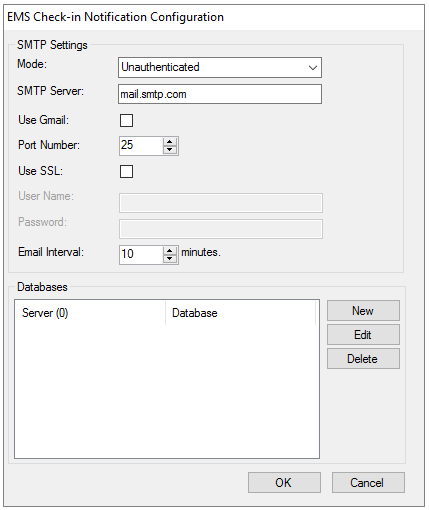 EMS Check-in Notification Configuration
SMTP Settings
Mode: Unauthenticated
SMTP Server: mail.smtp.com
Use Gmail:
Port Number: 25
Use SSL:
User Name:
Password:
Email Interval: 10 minutes.
Databases
Server (0) Database
New
Edit
Delete
OK Cancel